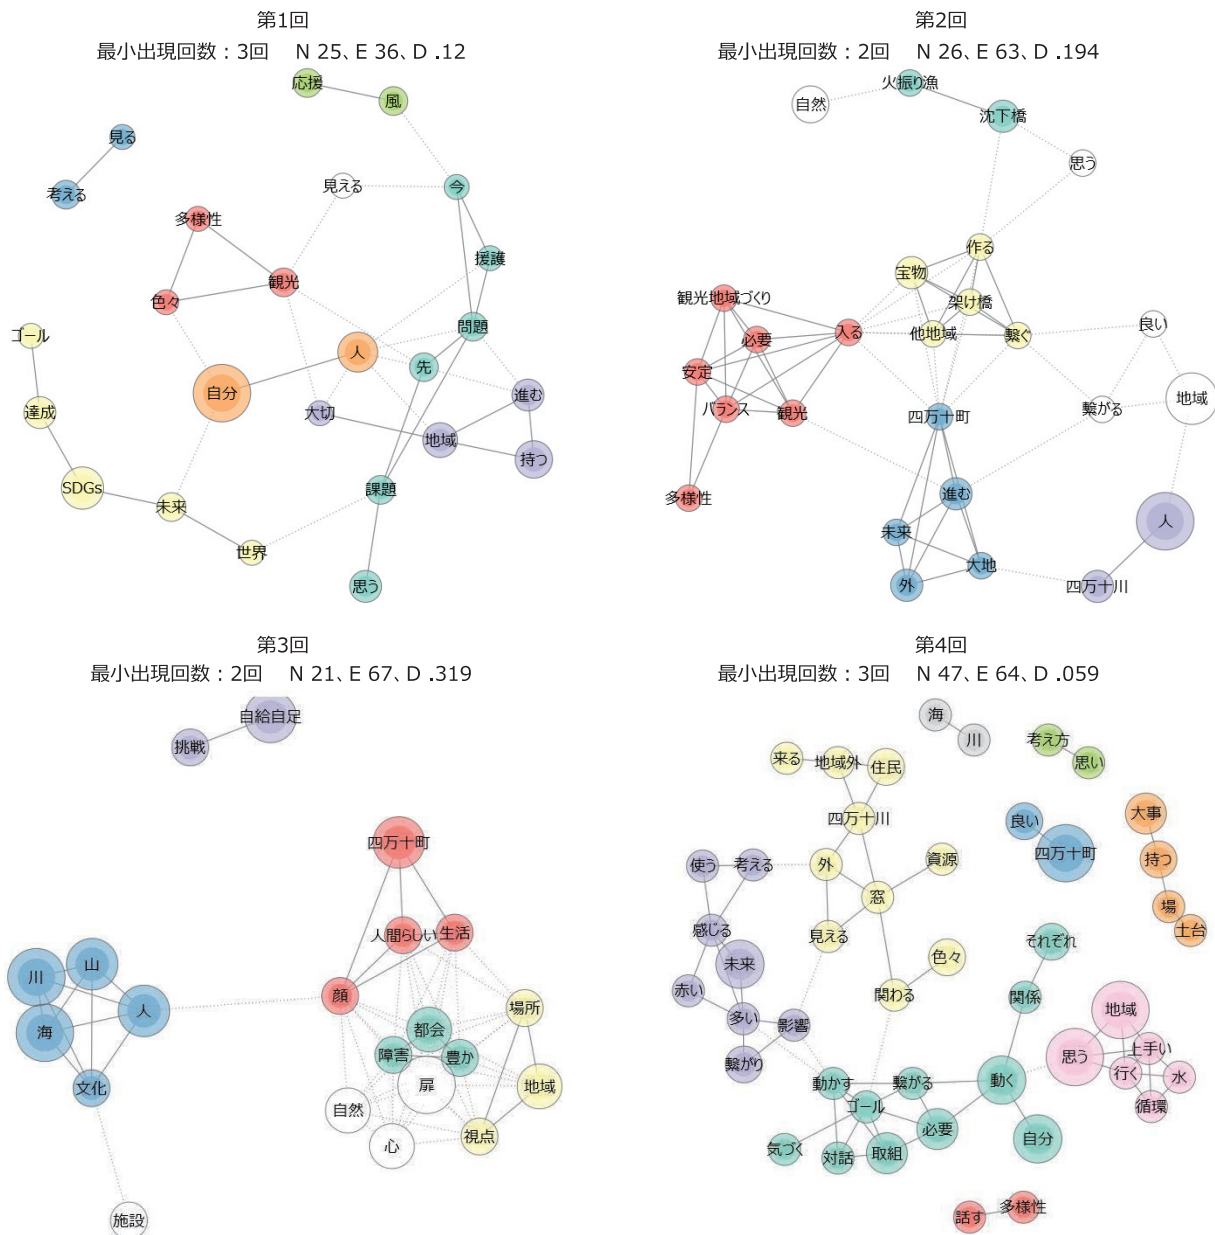 第1回
最小出現回数：3回 N 25、E 36、D .12
応援
風
見る
考える
見える
今
多様性
援護
観光
色々
問題
ゴール
人
先
自分
進む
達成
大切
地域
持つ
SDGs
課題
未来
世界
思う
第2回
最小出現回数：2回 N 26、E 63、D .194
火振り漁
自然
沈下橋
思う
作る
宝物
観光地域づくり
架け橋
良い
必要
入る
他地域
繋ぐ
安定
地域
バランス
観光
四万十町
繋がる
多様性
進む
未来
人
大地
外
四万十川
第3回
最小出現回数：2回 N 21、E 67、D .319
自給自足
挑戦
四万十町
人間らしい
生活
山
川
顔
場所
人
海
都会
障害
豊か
文化
扉
地域
自然
視点
心
施設
第4回
最小出現回数：3回 N 47、E 64、D .059
海
川
考え方
思い
来る
地域外
住民
四万十川
良い
大事
四万十町
使う
考える
外
資源
持つ
窓
場
感じる
見える
土台
未来
色々
それぞれ
赤い
関わる
関係
地域
多い
影響
上手い
思う
繋がり
行く
水
動かす
繋がる
動く
循環
ゴール
必要
自分
気づく
対話
取組
話す
多様性